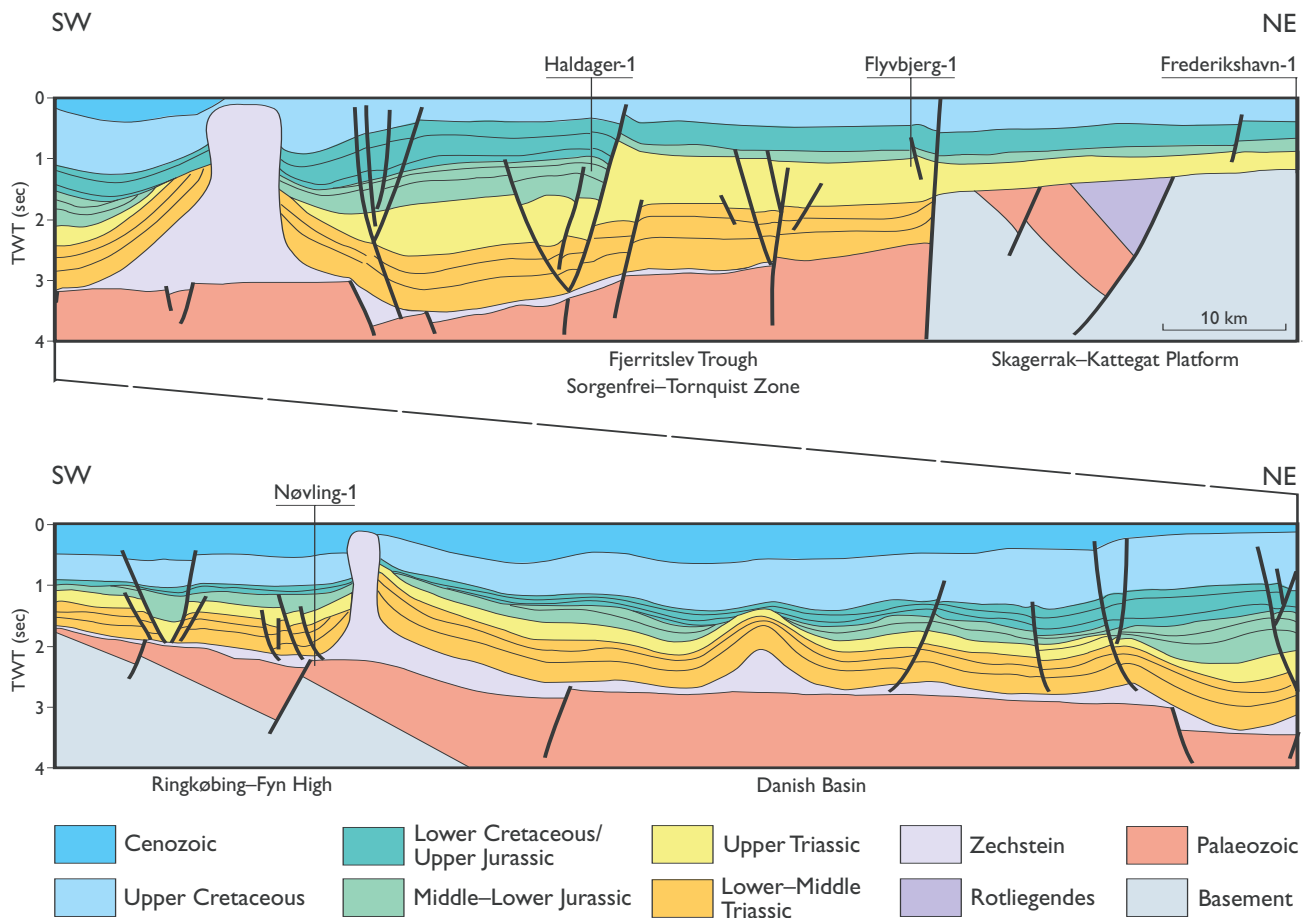 SW
NE
Haldager-1
Flyvbjerg-1
Frederikshavn-1
0
1
2
3
4
TWT (sec)
10 km
Fjerritslev Trough
Sorgenfrei–Tornquist Zone
Skagerrak–Kattegat Platform
SW
NE
Nøvling-1
0
1
2
3
4
TWT (sec)
Ringkøbing–Fyn High
Danish Basin
Cenozoic
Lower Cretaceous/
Upper Jurassic
Upper Triassic
Zechstein
Palaeozoic
Upper Cretaceous
Middle–Lower Jurassic
Lower–Middle
Triassic
Rotliegendes
Basement